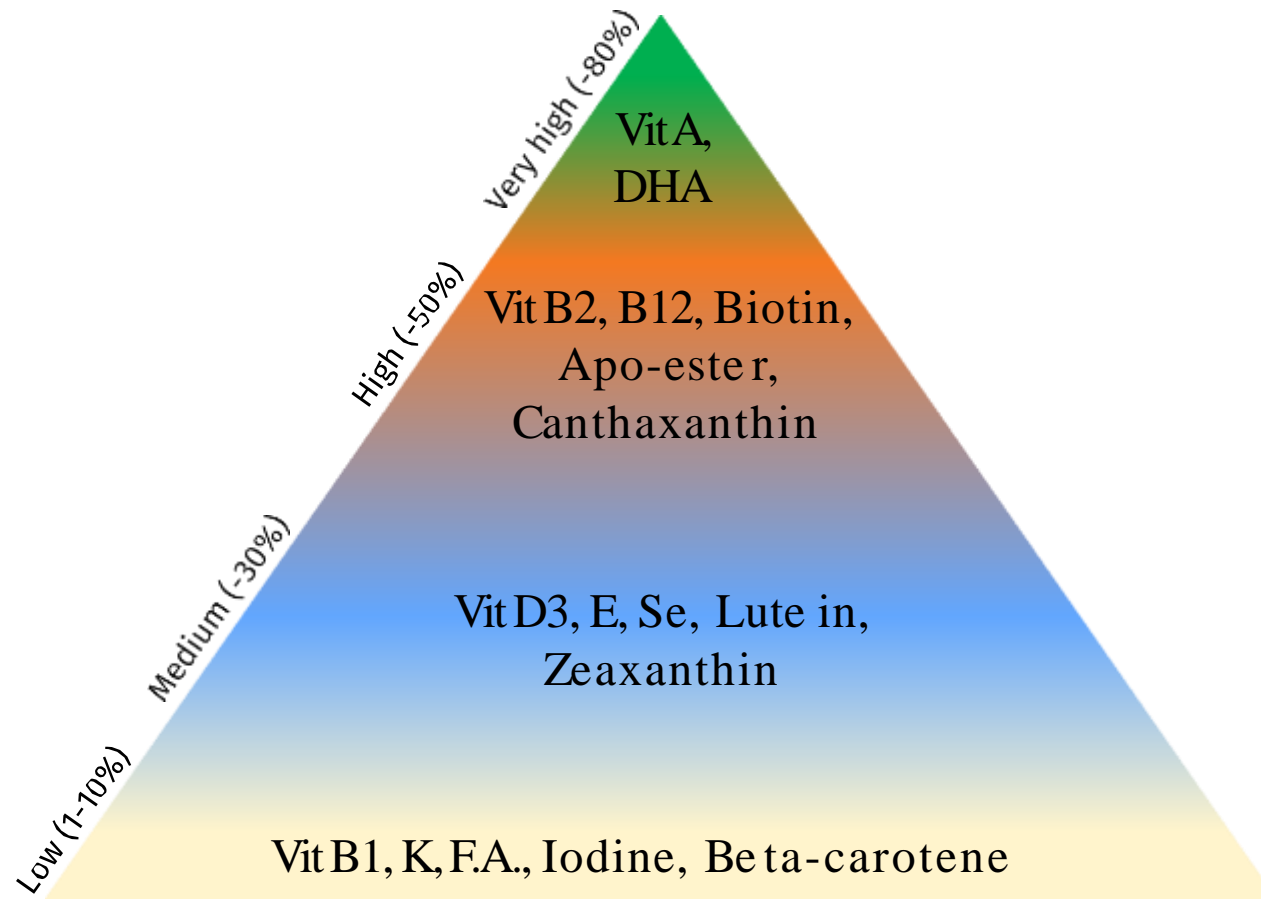 Very high (-80%)
Vit A,
DHA
High (-50%)
Vit B2, B12, Biotin,
Apo-ester,
Canthaxanthin
Medium (-30%)
Vit D3, E, Se, Lutein,
Zeaxanthin
Low (1-10%)
Vit B1, K, F.A., Iodine, Beta-carotene